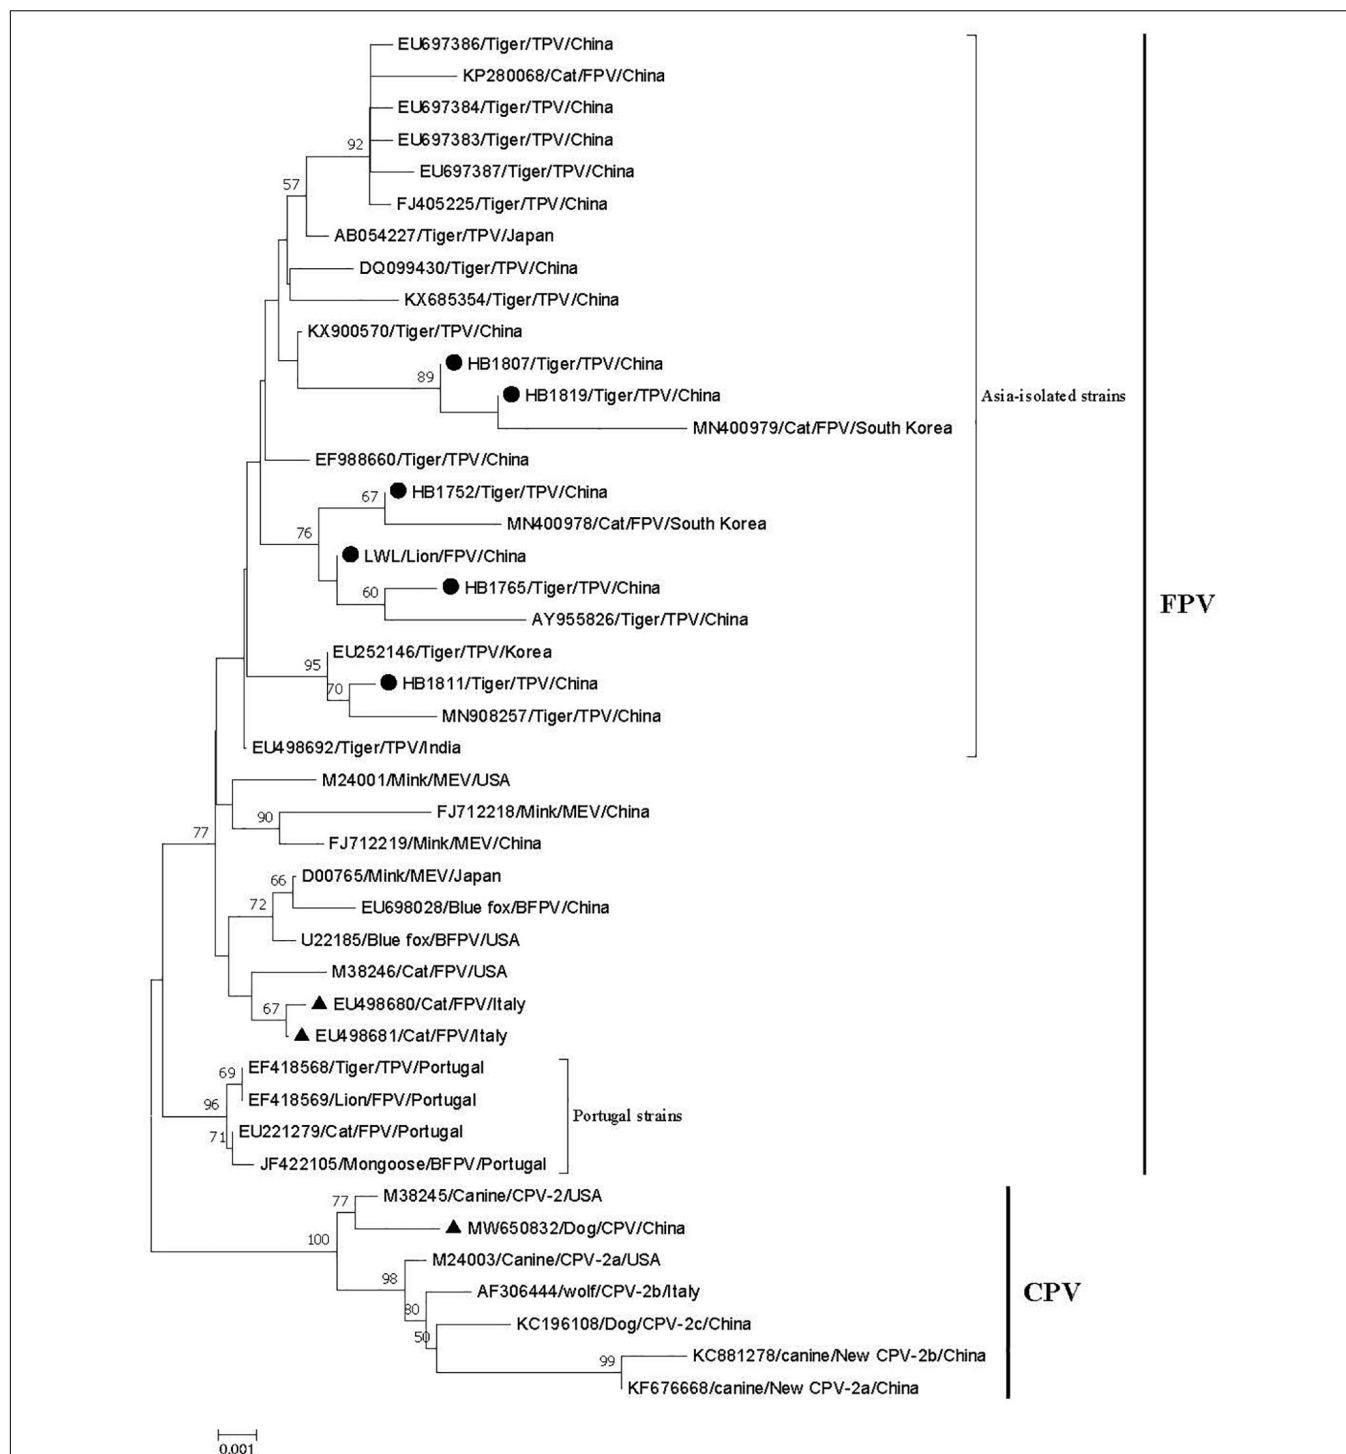 EU697386/Tiger/TPV/China
KP280068/Cat/FPV/China
EU697384/Tiger/TPV/China
EU697383/Tiger/TPV/China
92
EU697387/Tiger/TPV/China
57
FJ405225/Tiger/TPV/China
AB054227/Tiger/TPV/Japan
DQ099430/Tiger/TPV/China
KX685354/Tiger/TPV/China
KX900570/Tiger/TPV/China
HB1807/Tiger/TPV/China
89
HB1819/Tiger/TPV/China
Asia-isolated strains
MN400979/Cat/FPV/South Korea
EF988660/Tiger/TPV/China
HB1752/Tiger/TPV/China
67
MN400978/Cat/FPV/South Korea
76
LWL/Lion/FPV/China
HB1765/Tiger/TPV/China
60
FPV
AY955826/Tiger/TPV/China
EU252146/Tiger/TPV/Korea
95
HB1811/Tiger/TPV/China
70
MN908257/Tiger/TPV/China
EU498692/Tiger/TPV/India
M24001/Mink/MEV/USA
FJ712218/Mink/MEV/China
90
77
FJ712219/Mink/MEV/China
D00765/Mink/MEV/Japan
66
EU698028/Blue fox/BFPV/China
72
U22185/Blue fox/BFPV/USA
M38246/Cat/FPV/USA
EU498680/Cat/FPV/Italy
67
EU498681/Cat/FPV/Italy
EF418568/Tiger/TPV/Portugal
69
EF418569/Lion/FPV/Portugal
96
Portugal strains
EU221279/Cat/FPV/Portugal
71
JF422105/Mongoose/BFPV/Portugal
M38245/Canine/CPV-2/USA
77
MW650832/Dog/CPV/China
100
M24003/Canine/CPV-2a/USA
98
AF306444/wolf/CPV-2b/Italy
CPV
80
KC196108/Dog/CPV-2c/China
50
KC881278/canine/New CPV-2b/China
99
KF676668/canine/New CPV-2a/China
0.001